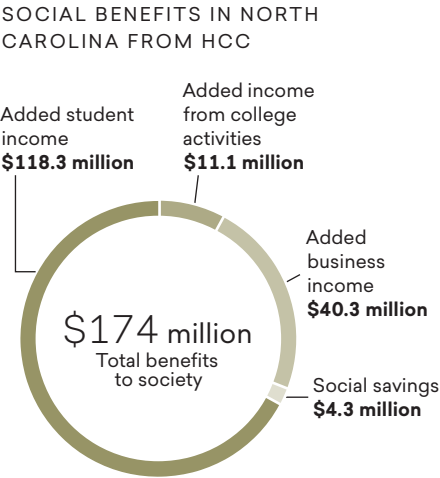 SOCIAL BENEFITS IN NORTH
CAROLINA FROM HCC
Added income
from college
activities
$11.1 million
Added student
income
$118.3 million
Added
business
income
$40.3 million
$174 million
Total benefits
to society
Social savings
$4.3 million